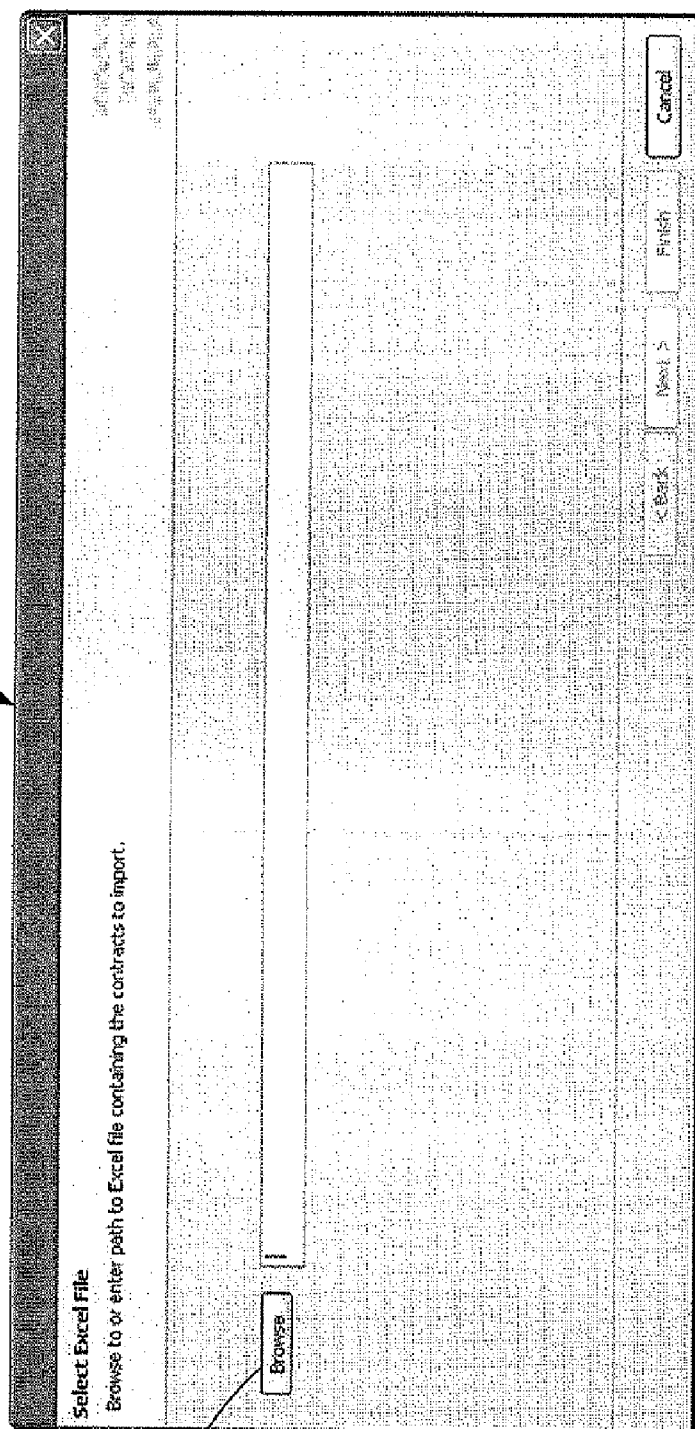 Select Excel File
Browse to or enter path to Excel file containing the contracts to import.
Browse
< Back
Next >
Finish
Cancel